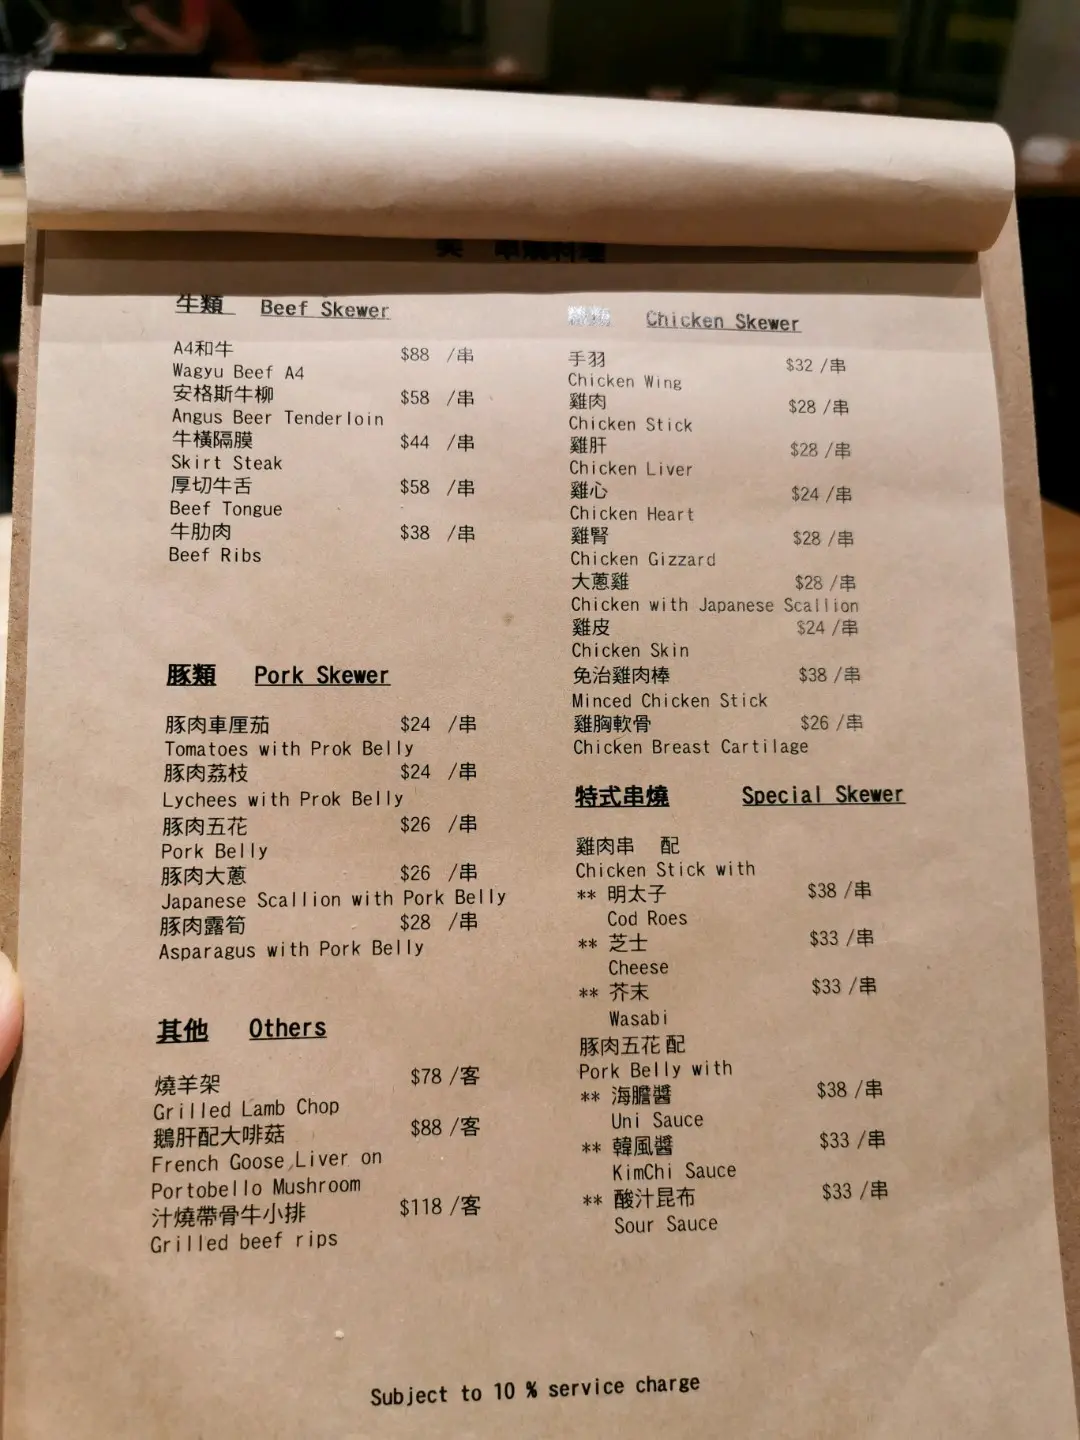 牛類 Beef Skewer
A4和牛 $88 /串
Wagyu Beef A4
安格斯牛柳 $58 /串
Angus Beer Tenderloin
牛橫隔膜 $44 /串
Skirt Steak
厚切牛舌 $58 /串
Beef Tongue
牛肋肉 $38 /串
Beef Ribs
豚類 Pork Skewer
豚肉車厘茄 $24 /串
Tomatoes with Prok Belly
豚肉荔枝 $24 /串
Lychees with Prok Belly
豚肉五花 $26 /串
Pork Belly
豚肉大蔥 $26 /串
Japanese Scallion with Pork Belly
豚肉露筍 $28 /串
Asparagus with Pork Belly
其他 Others
燒羊架 $78 /客
Grilled Lamb Chop
鵝肝配大啡菇 $88 /客
French Goose Liver on
Portobello Mushroom
汁燒帶骨牛小排 $118 /客
Grilled beef rips
Chicken Skewer
手羽 $32 /串
Chicken Wing
雞肉 $28 /串
Chicken Stick
雞肝 $28 /串
Chicken Liver
雞心 $24 /串
Chicken Heart
雞腎 $28 /串
Chicken Gizzard
大蔥雞 $28 /串
Chicken with Japanese Scallion
雞皮 $24 /串
Chicken Skin
免治雞肉棒 $38 /串
Minced Chicken Stick
雞胸軟骨 $26 /串
Chicken Breast Cartilage
特式串燒 Special Skewer
雞肉串 配
Chicken Stick with
** 明太子 $38 /串
Cod Roes
** 芝士 $33 /串
Cheese
** 芥末 $33 /串
Wasabi
豚肉五花 配
Pork Belly with
** 海膽醬 $38 /串
Uni Sauce
** 韓風醬 $33 /串
KimChi Sauce
** 酸汁昆布 $33 /串
Sour Sauce
Subject to 10 % service charge